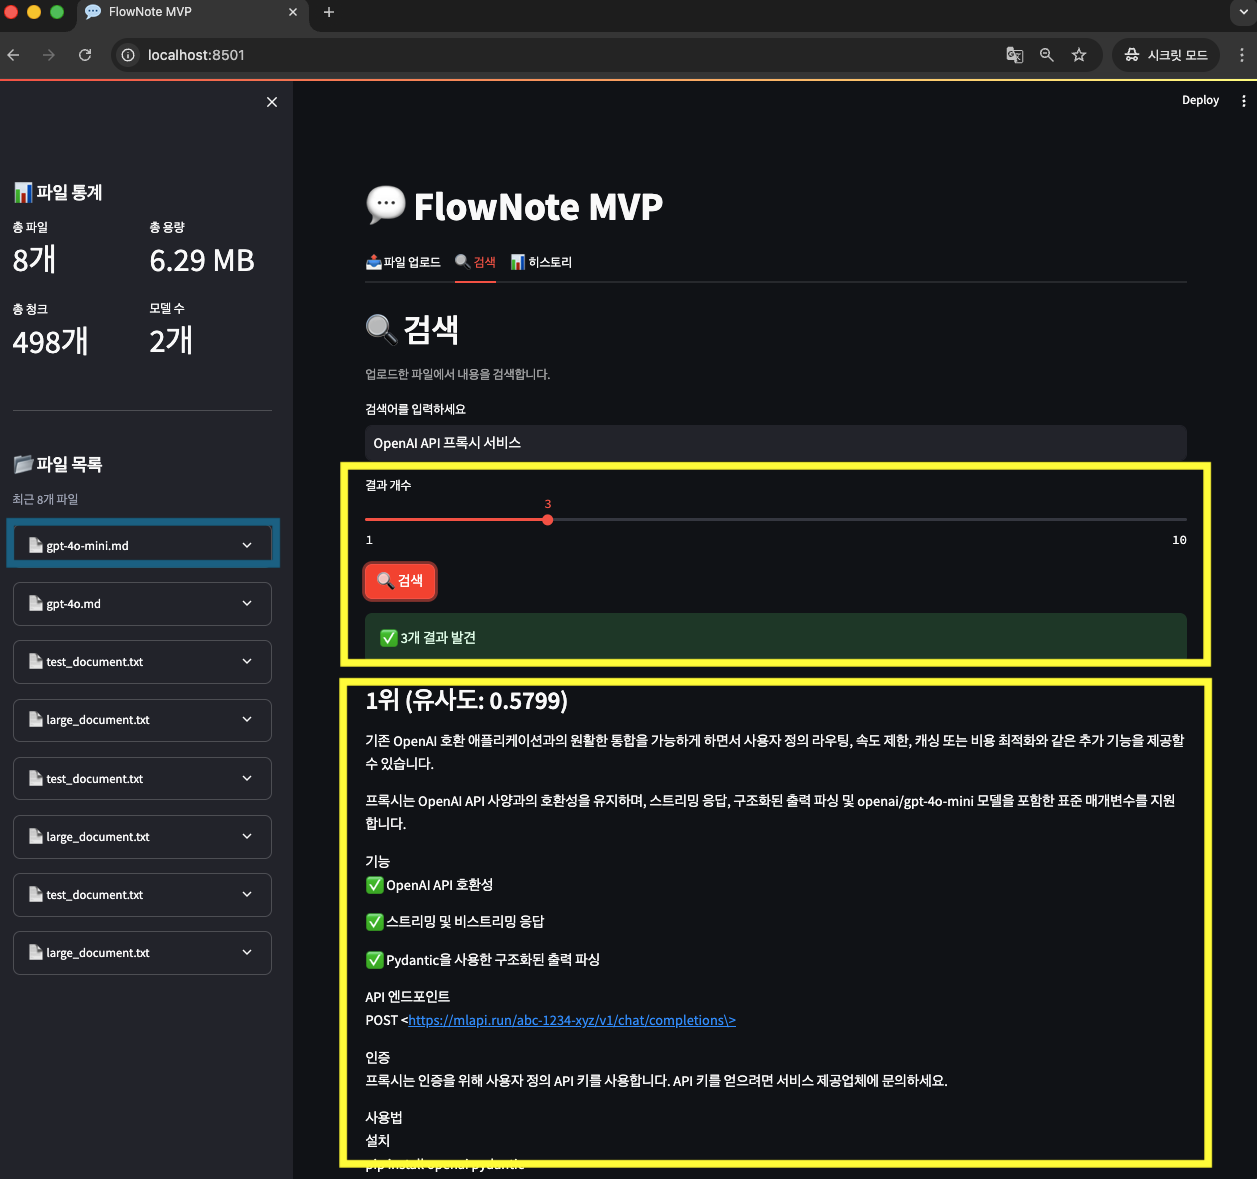 FlowNote MVP
localhost:8501
시크릿 모드
Deploy
파일 통계
총 파일
총 용량
8개
6.29 MB
총 청크
모델 수
498개
2개
파일 목록
최근 8개 파일
gpt-4o-mini.md
gpt-4o.md
test_document.txt
large_document.txt
test_document.txt
large_document.txt
test_document.txt
large_document.txt
FlowNote MVP
파일 업로드
검색
히스토리
검색
업로드한 파일에서 내용을 검색합니다.
검색어를 입력하세요
OpenAI API 프록시 서비스
결과 개수
3
1
10
검색
3개 결과 발견
1위 (유사도: 0.5799)
기존 OpenAI 호환 애플리케이션과의 원활한 통합을 가능하게 하면서 사용자 정의 라우팅, 속도 제한, 캐싱 또는 비용 최적화와 같은 추가 기능을 제공할
수 있습니다.
프록시는 OpenAI API 사양과의 호환성을 유지하며, 스트리밍 응답, 구조화된 출력 파싱 및 openai/gpt-4o-mini 모델을 포함한 표준 매개변수를 지원
합니다.
기능
✅ OpenAI API 호환성
✅ 스트리밍 및 비스트리밍 응답
✅ Pydantic을 사용한 구조화된 출력 파싱
API 엔드포인트
POST <https://mlapi.run/abc-1234-xyz/v1/chat/completions\>
인증
프록시는 인증을 위해 사용자 정의 API 키를 사용합니다. API 키를 얻으려면 서비스 제공업체에 문의하세요.
사용법
설치
pip install openai pydantic